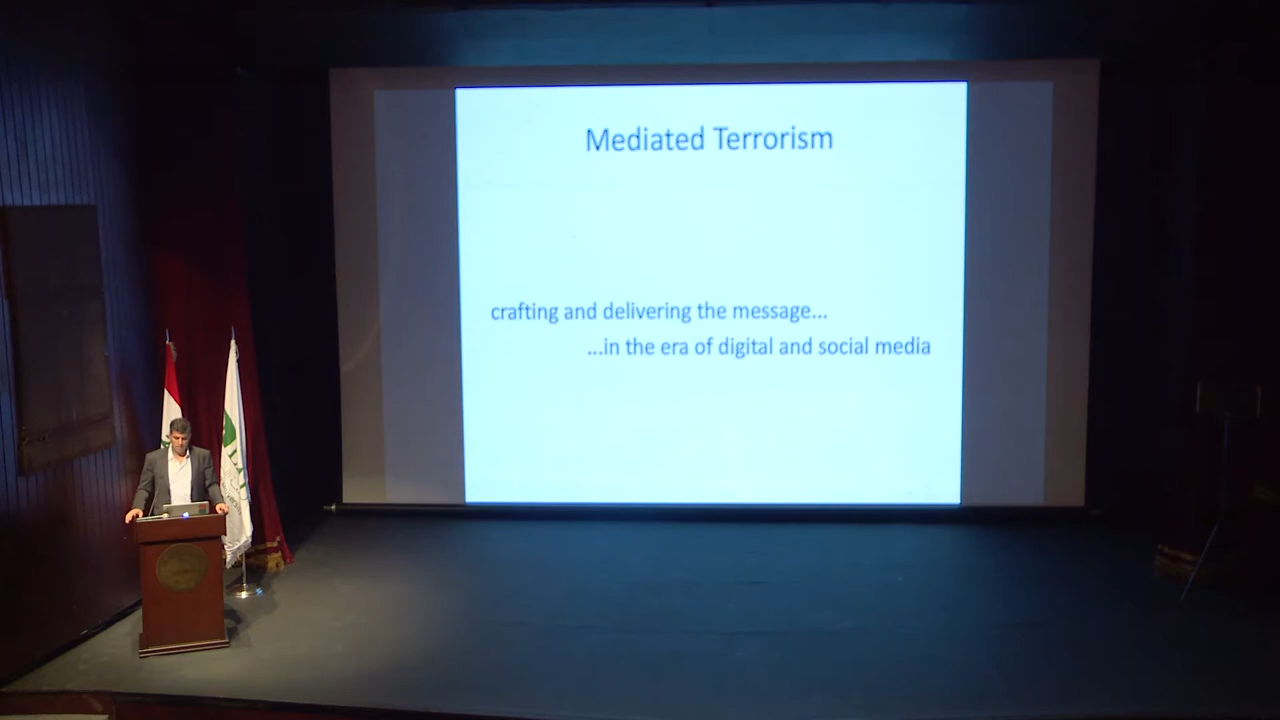 Mediated Terrorism
crafting and delivering the message...
...in the era of digital and social media